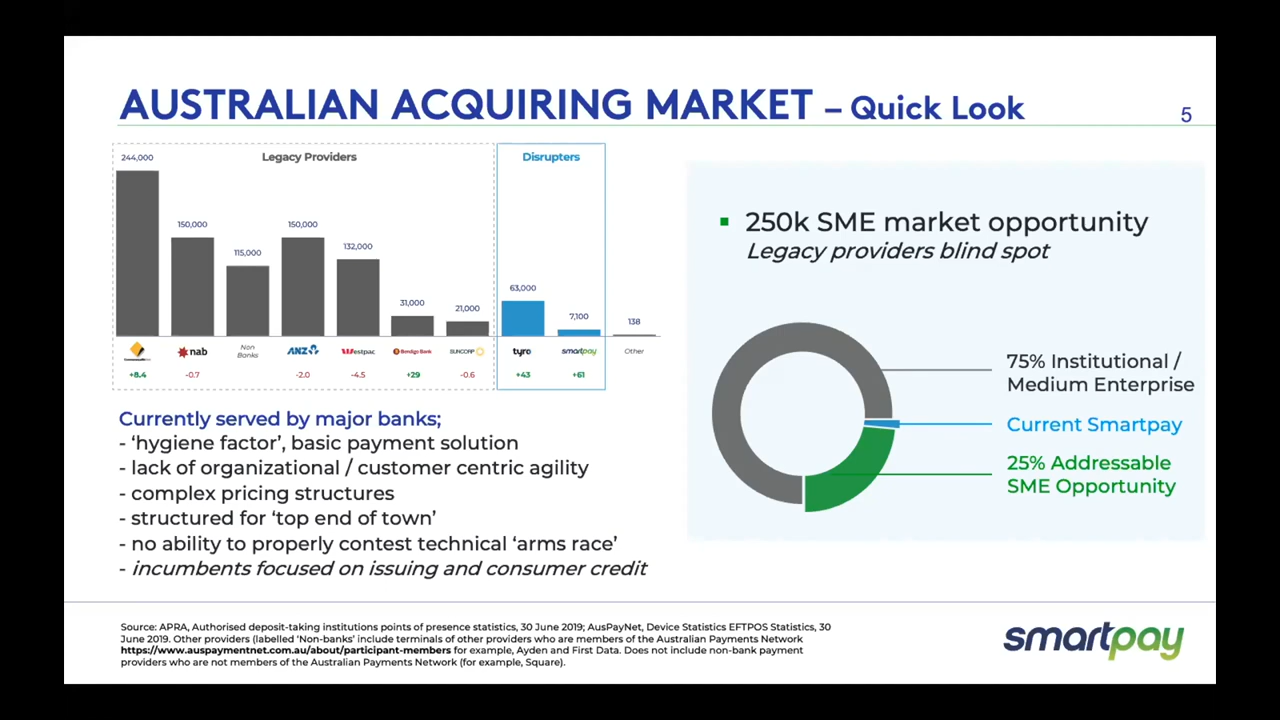 AUSTRALIAN ACQUIRING MARKET – Quick Look
5
Legacy Providers
Disrupters
244,000
150,000
115,000
150,000
132,000
31,000
21,000
63,000
7,100
138
nab
Non
Banks
ANZ
Westpac
Bendigo Bank
SUNCORP
tyro
smartpay
Other
+8.4
-0.7
-2.0
-4.5
+29
-0.6
+43
+61
Currently served by major banks;
- ‘hygiene factor’, basic payment solution
- lack of organizational / customer centric agility
- complex pricing structures
- structured for ‘top end of town’
- no ability to properly contest technical ‘arms race’
- incumbents focused on issuing and consumer credit
▪ 250k SME market opportunity
Legacy providers blind spot
75% Institutional /
Medium Enterprise
Current Smartpay
25% Addressable
SME Opportunity
Source: APRA, Authorised deposit-taking institutions points of presence statistics, 30 June 2019; AusPayNet, Device Statistics EFTPOS Statistics, 30
June 2019. Other providers (labelled ‘Non-banks’ include terminals of other providers who are members of the Australian Payments Network
https://www.auspaymentnet.com.au/about/participant-members for example, Ayden and First Data. Does not include non-bank payment
providers who are not members of the Australian Payments Network (for example, Square).
smartpay